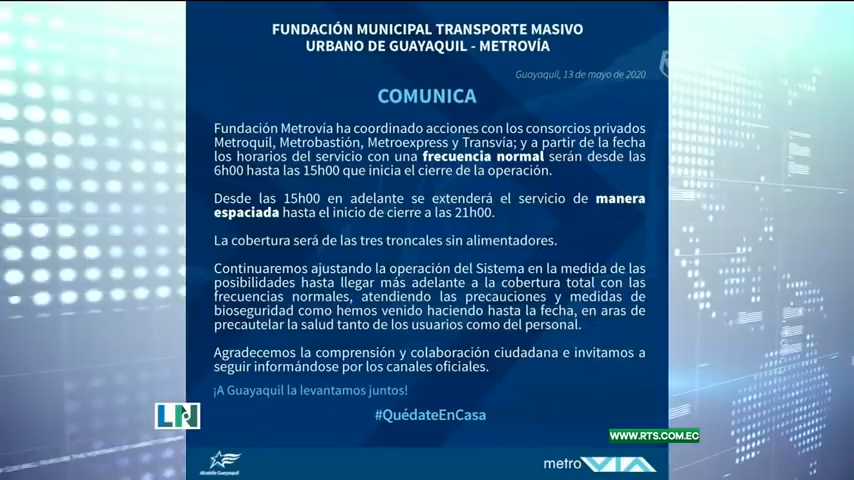 FUNDACIÓN MUNICIPAL TRANSPORTE MASIVO
URBANO DE GUAYAQUIL - METROVÍA
Guayaquil, 13 de mayo de 2020
COMUNICA
Fundación Metrovía ha coordinado acciones con los consorcios privados
Metroquil, Metrobastión, Metroexpress y Transvía; y a partir de la fecha
los horarios del servicio con una frecuencia normal serán desde las
6h00 hasta las 15h00 que inicia el cierre de la operación.
Desde las 15h00 en adelante se extenderá el servicio de manera
espaciada hasta el inicio de cierre a las 21h00.
La cobertura será de las tres troncales sin alimentadores.
Continuaremos ajustando la operación del Sistema en la medida de las
posibilidades hasta llegar más adelante a la cobertura total con las
frecuencias normales, atendiendo las precauciones y medidas de
bioseguridad como hemos venido haciendo hasta la fecha, en aras de
precautelar la salud tanto de los usuarios como del personal.
Agradecemos la comprensión y colaboración ciudadana e invitamos a
seguir informándose por los canales oficiales.
¡A Guayaquil la levantamos juntos!
#QuédateEnCasa
LN
WWW.RTS.COM.EC
Alcaldía Guayaquil
metroVIA